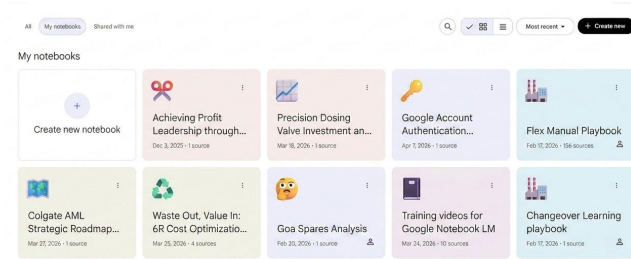 All My notebooks Shared with me
Most recent + Create new
My notebooks
+
Create new notebook
Achieving Profit
Leadership through...
Dec 3, 2025 · 1 source
Precision Dosing
Valve Investment an...
Mar 18, 2026 · 1 source
Google Account
Authentication...
Apr 7, 2026 · 1 source
Flex Manual Playbook
Feb 17, 2026 · 156 sources
Colgate AML
Strategic Roadmap...
Mar 27, 2026 · 1 source
Waste Out, Value In:
6R Cost Optimizatio...
Mar 25, 2026 · 4 sources
Goa Spares Analysis
Feb 20, 2026 · 1 source
Training videos for
Google Notebook LM
Mar 24, 2026 · 10 sources
Changeover Learning
playbook
Feb 17, 2026 · 1 source